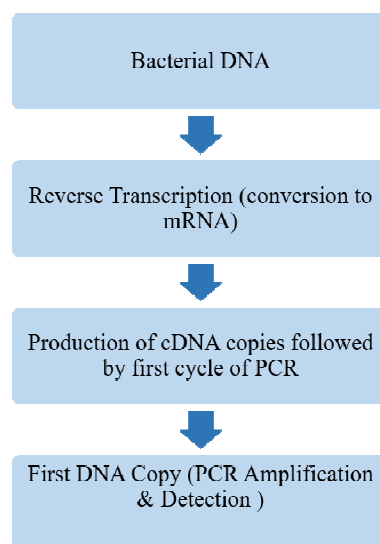 Bacterial DNA
Reverse Transcription (conversion to
mRNA)
Production of cDNA copies followed
by first cycle of PCR
First DNA Copy (PCR Amplification
& Detection )